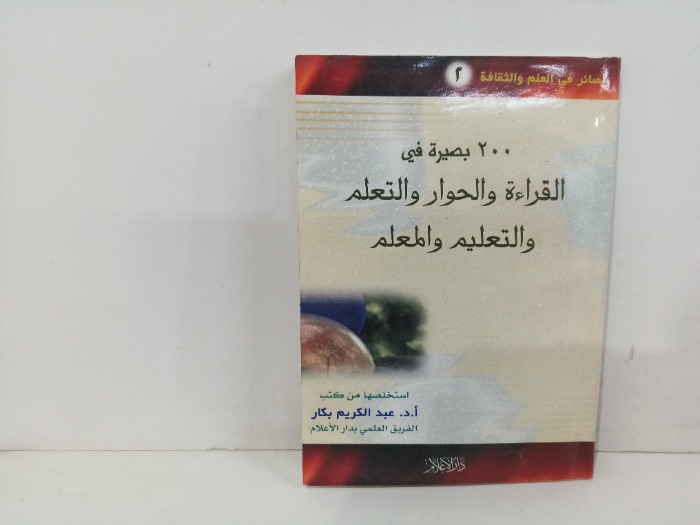 بصائر في العلم والثقافة ٢
٢٠٠ بصيرة في
القراءة والحوار والتعلم
والتعليم والمعلم
استخلصها من كتب
أ.د. عبد الكريم بكار
الفريق العلمي بدار الأعلام
دار الأعلام